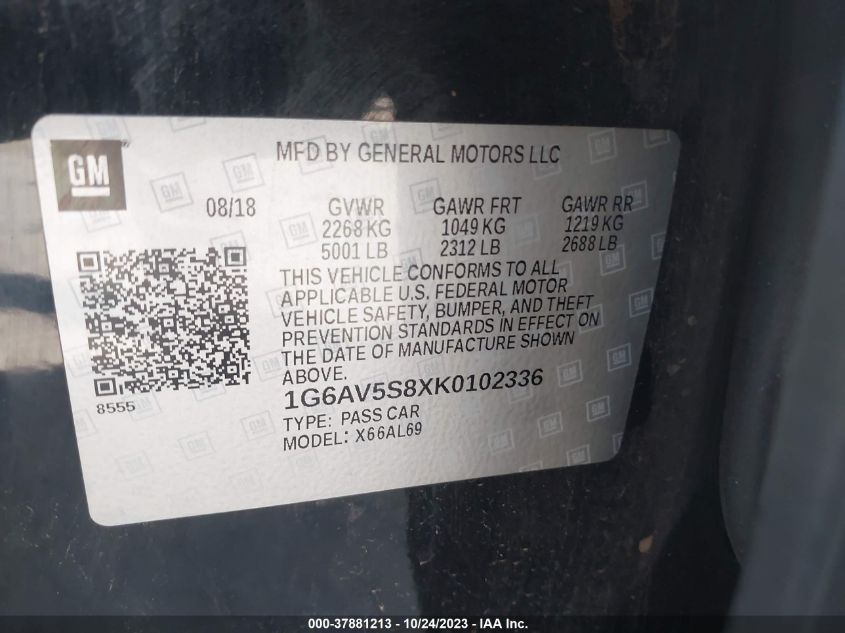 GM
MFD BY GENERAL MOTORS LLC
08/18
GVWR GAWR FRT GAWR RR
2268 KG 1049 KG 1219 KG
5001 LB 2312 LB 2688 LB
THIS VEHICLE CONFORMS TO ALL
APPLICABLE U.S. FEDERAL MOTOR
VEHICLE SAFETY, BUMPER, AND THEFT
PREVENTION STANDARDS IN EFFECT ON
THE DATE OF MANUFACTURE SHOWN
ABOVE.
8555
1G6AV5S8XK0102336
TYPE: PASS CAR
MODEL: X66AL69
000-37881213 - 10/24/2023 - IAAI Inc.